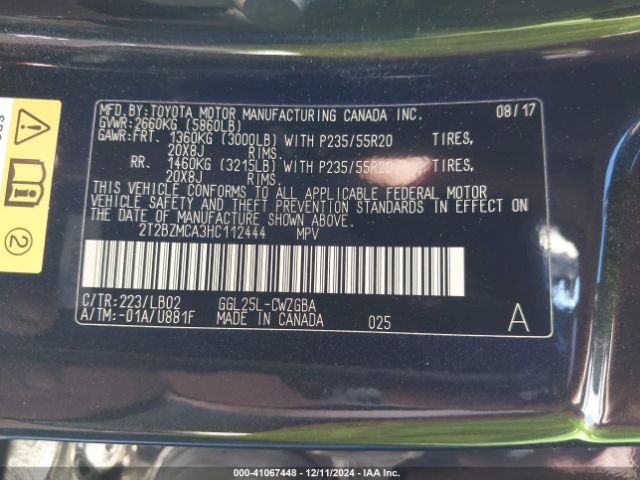 MFD. BY: TOYOTA MOTOR MANUFACTURING CANADA INC. 08/17
GVWR: 2660KG (5860LB)
GAWR: FRT. 1360KG (3000LB) WITH P235/55R20 TIRES,
20X8J RIMS.
RR. 1460KG (3215LB) WITH P235/55R20 TIRES,
20X8J RIMS.
THIS VEHICLE CONFORMS TO ALL APPLICABLE FEDERAL MOTOR
VEHICLE SAFETY AND THEFT PREVENTION STANDARDS IN EFFECT
ON THE DATE OF MANUFACTURE SHOWN ABOVE.
2T2BZMCA3HC112444 MPV
C/TR: 223/LB02 GGL25L-CWZGBA
A/TM: -01A/U881F MADE IN CANADA 025 A
2
000-41067448 - 12/11/2024 - IAA Inc.